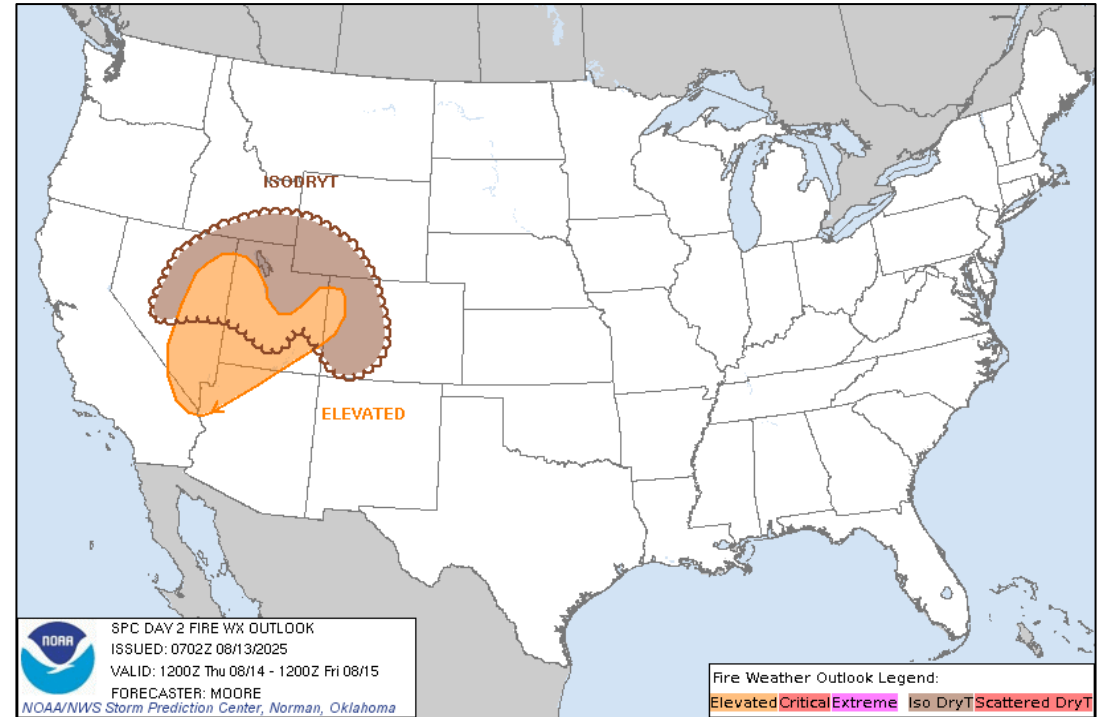 ISODRYT
ELEVATED
NOAA
SPC DAY 2 FIRE WX OUTLOOK
ISSUED: 0702Z 08/13/2025
VALID: 1200Z Thu 08/14 - 1200Z Fri 08/15
FORECASTER: MOORE
NOAA/NWS Storm Prediction Center, Norman, Oklahoma
Fire Weather Outlook Legend:
Elevated Critical Extreme Iso DryT Scattered DryT